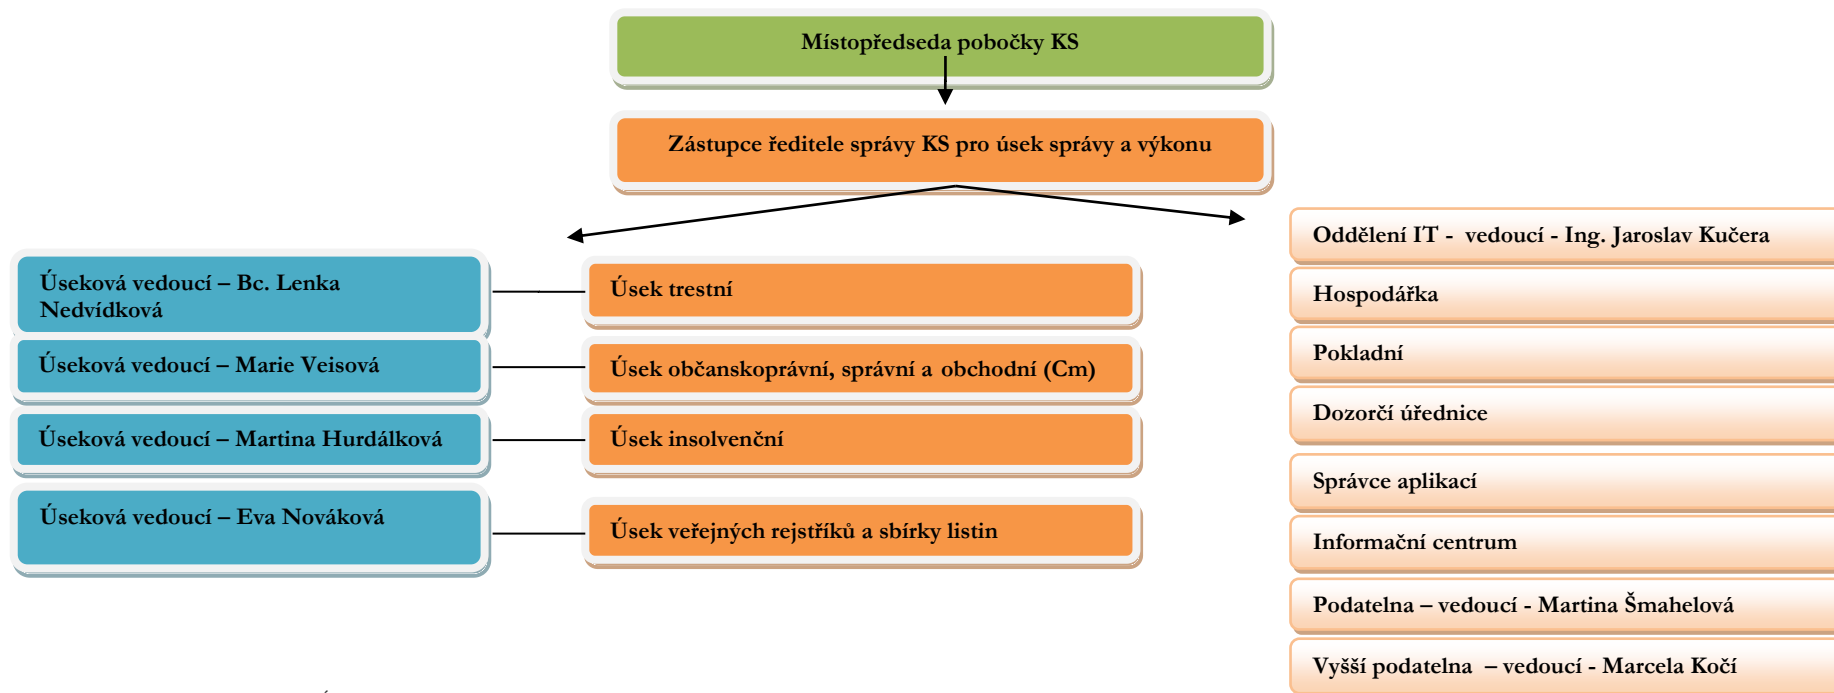 Místopředseda pobočky KS
Zástupce ředitele správy KS pro úsek správy a výkonu
Úseková vedoucí – Bc. Lenka
Nedvídková
Úsek trestní
Úseková vedoucí – Marie Veisová
Úsek občanskoprávní, správní a obchodní (Cm)
Úseková vedoucí – Martina Hurdálková
Úsek insolvenční
Úseková vedoucí – Eva Nováková
Úsek veřejných rejstříků a sbírky listin
Oddělení IT - vedoucí - Ing. Jaroslav Kučera
Hospodářka
Pokladní
Dozorčí úřednice
Správce aplikací
Informační centrum
Podatelna – vedoucí - Martina Šmahelová
Vyšší podatelna – vedoucí - Marcela Kočí